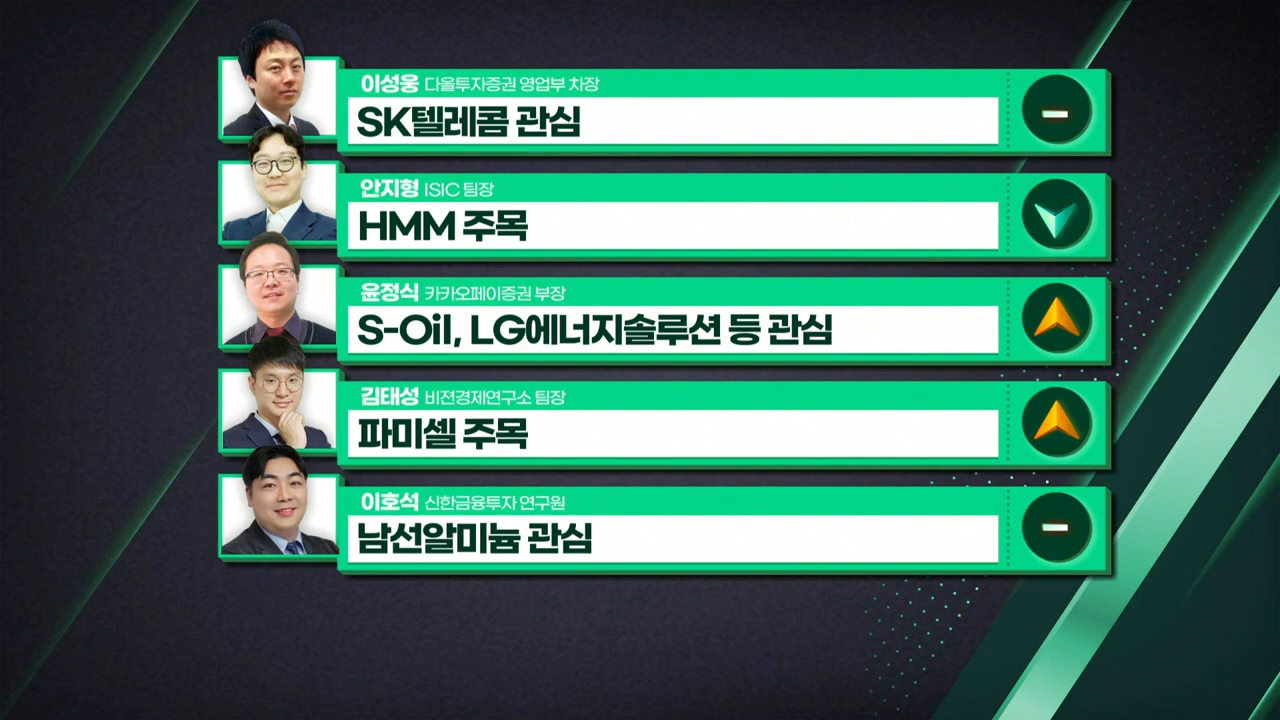 이성웅 다올투자증권 영업부 차장
SK텔레콤 관심
안지형 ISIC 팀장
HMM 주목
윤정식 카카오페이증권 부장
S-Oil, LG에너지솔루션 등 관심
김태성 비젼경제연구소 팀장
파미셀 주목
이호석 신한금융투자 연구원
남선알미늄 관심